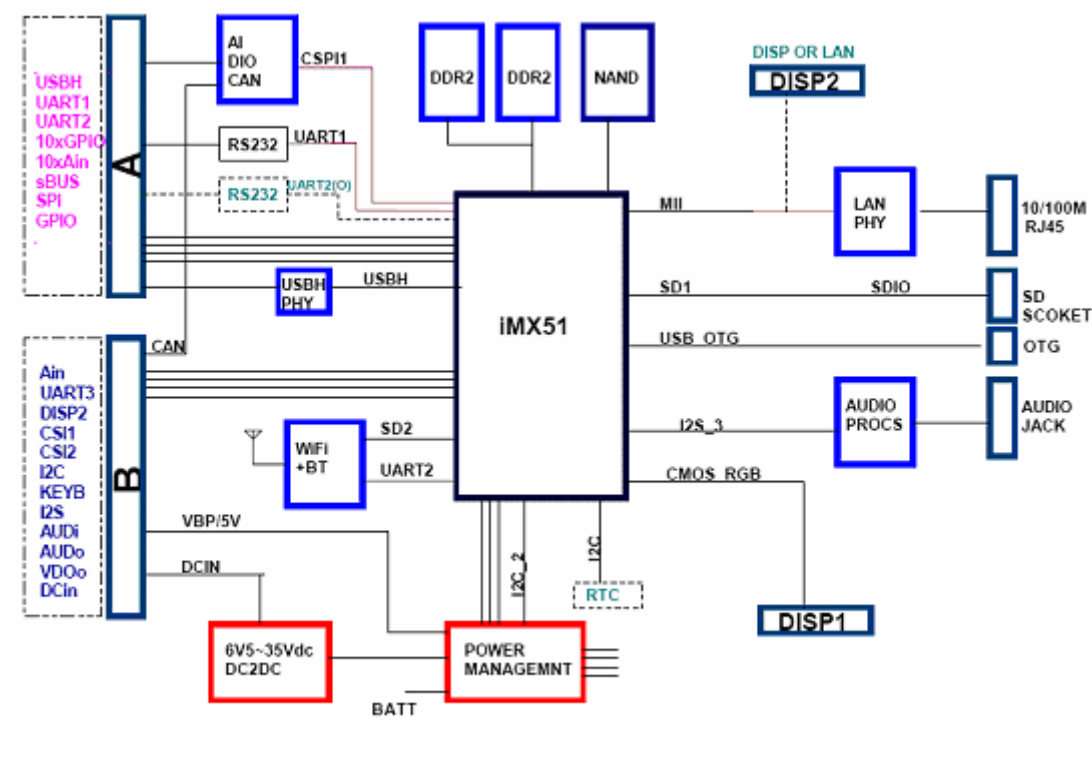 USBH
UART1
UART2
10xGPIO
10xAin
sBUS
SPI
GPIO
A
AI
DIO
CAN
CSPI1
RS232
UART1
RS232
UART2(O)
USBH
PHY
USBH
DDR2
DDR2
NAND
DISP OR LAN
DISP2
iMX51
MII
LAN
PHY
10/100M
RJ45
SD1
SDIO
SD
SCOKET
USB_OTG
OTG
I2S_3
AUDIO
PROCS
AUDIO
JACK
CMOS_RGB
DISP1
CAN
Ain
UART3
DISP2
CSI1
CSI2
I2C
KEYB
I2S
AUDi
AUDo
VDOo
DCin
B
WiFi
+BT
SD2
UART2
VBP/5V
DCIN
I2C_2
I2C
RTC
6V5~35Vdc
DC2DC
POWER
MANAGEMNT
BATT